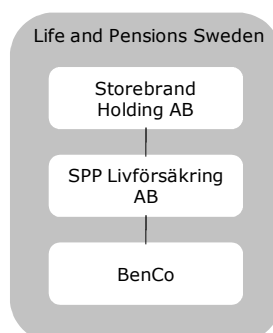 Life and Pensions Sweden
Storebrand
Holding AB
SPP Livförsäkring
AB
BenCo